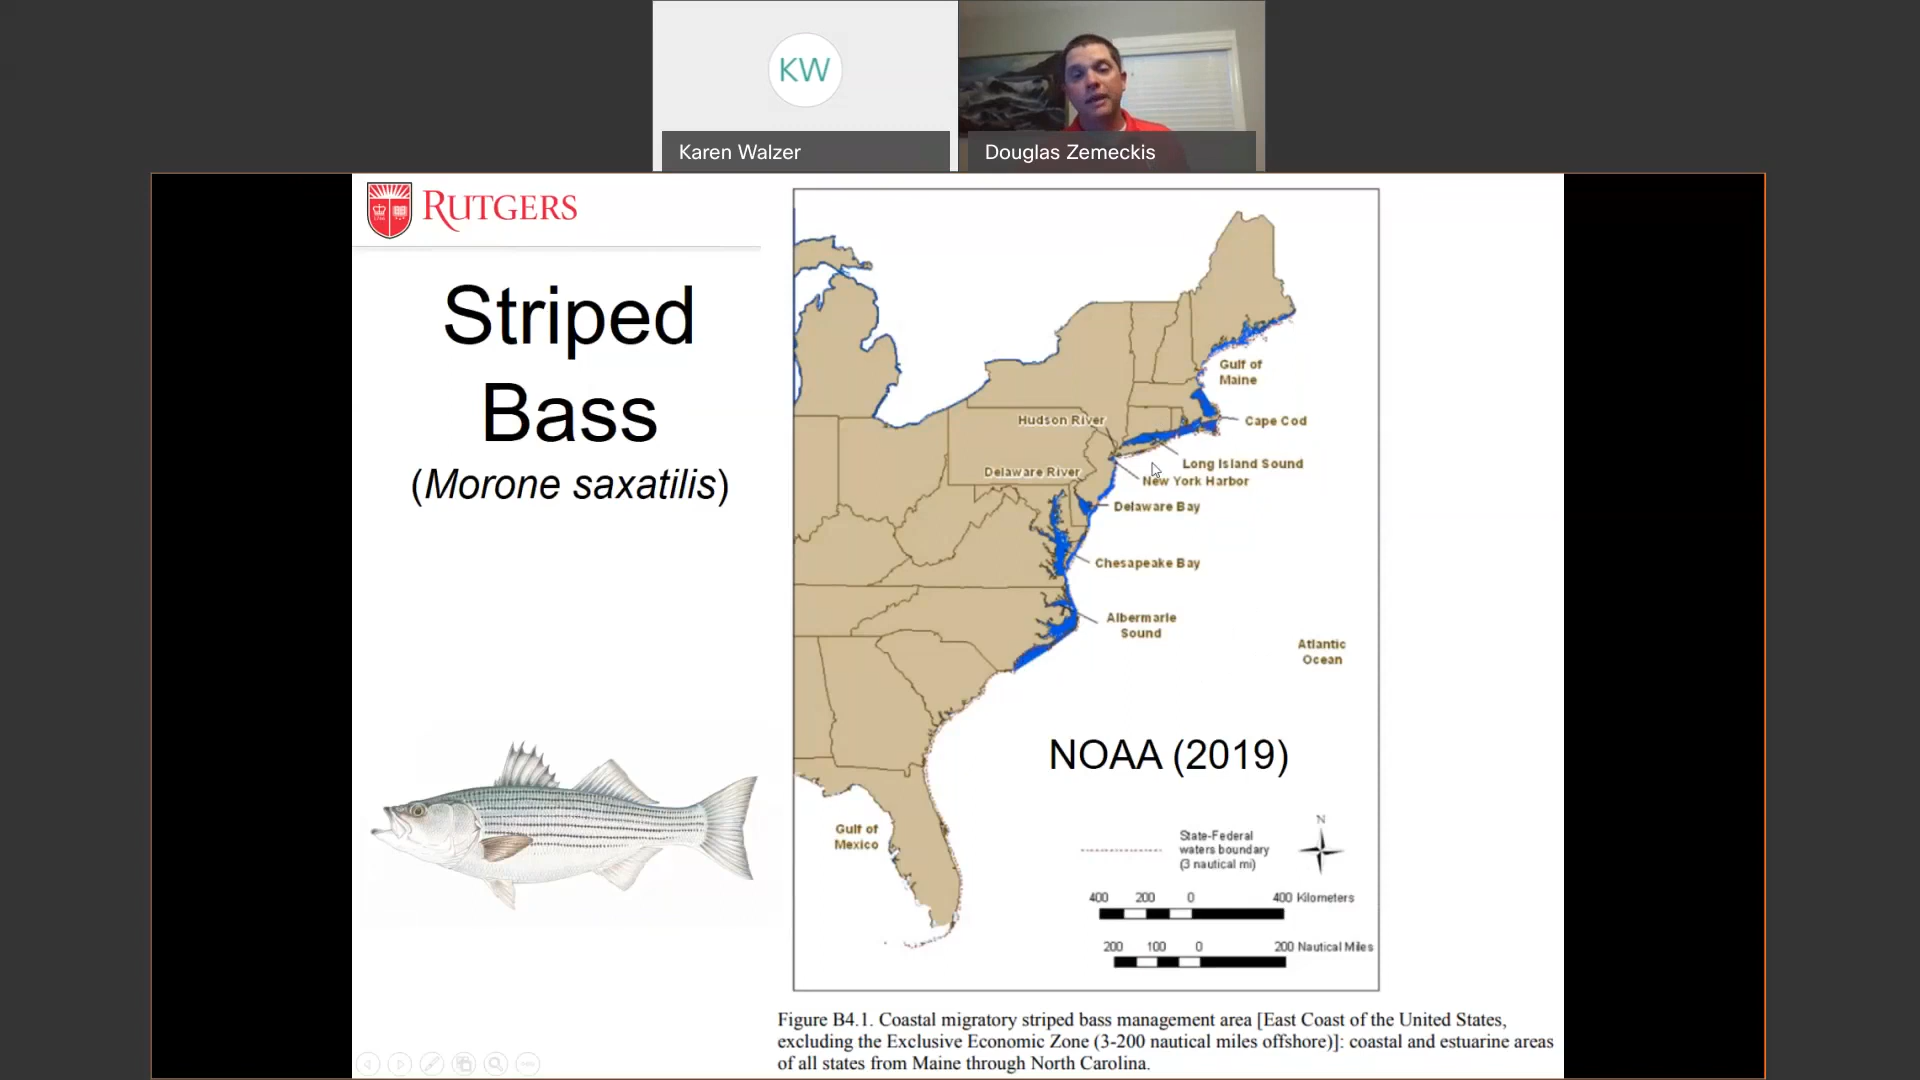 KW
Karen Walzer
Douglas Zemeckis
RUTGERS
Striped
Bass
(Morone saxatilis)
Gulf of
Maine
Hudson River
Cape Cod
Long Island Sound
Delaware River
New York Harbor
Delaware Bay
Chesapeake Bay
Albermarle
Sound
Atlantic
Ocean
NOAA (2019)
Gulf of
Mexico
N
State-Federal
waters boundary
(3 nautical mi)
400 200 0 400 Kilometers
200 100 0 200 Nautical Miles
Figure B4.1. Coastal migratory striped bass management area [East Coast of the United States,
excluding the Exclusive Economic Zone (3-200 nautical miles offshore)]: coastal and estuarine areas
of all states from Maine through North Carolina.